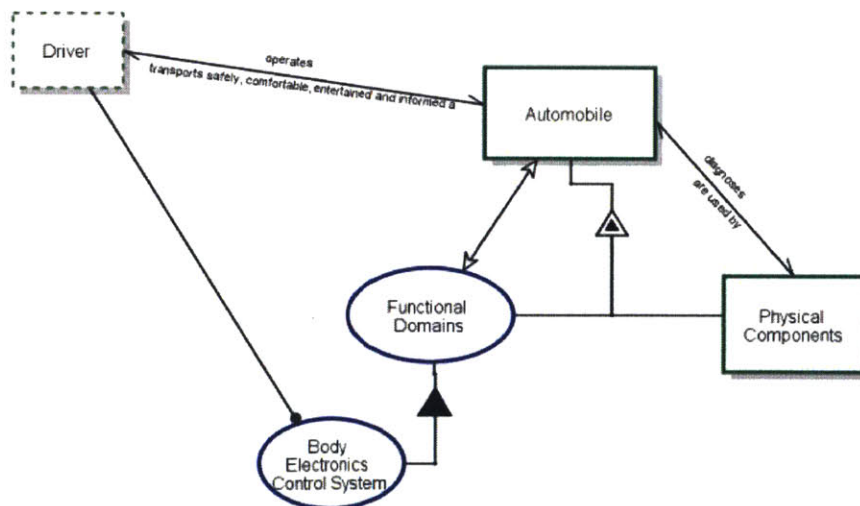 Driver
operates
transports safely, comfortable, entertained and informed a
Automobile
diagnoses
are used by
Functional
Domains
Physical
Components
Body
Electronics
Control System